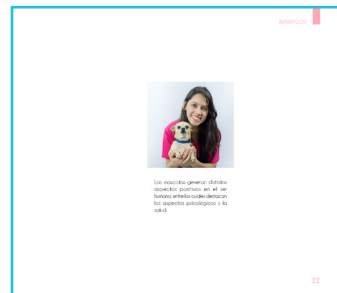 BENEFICIOS
Las mascotas generan distintos
aspectos positivos en el ser
humano, entre los cuales destacan
los aspectos psicológicos y la
salud.
33